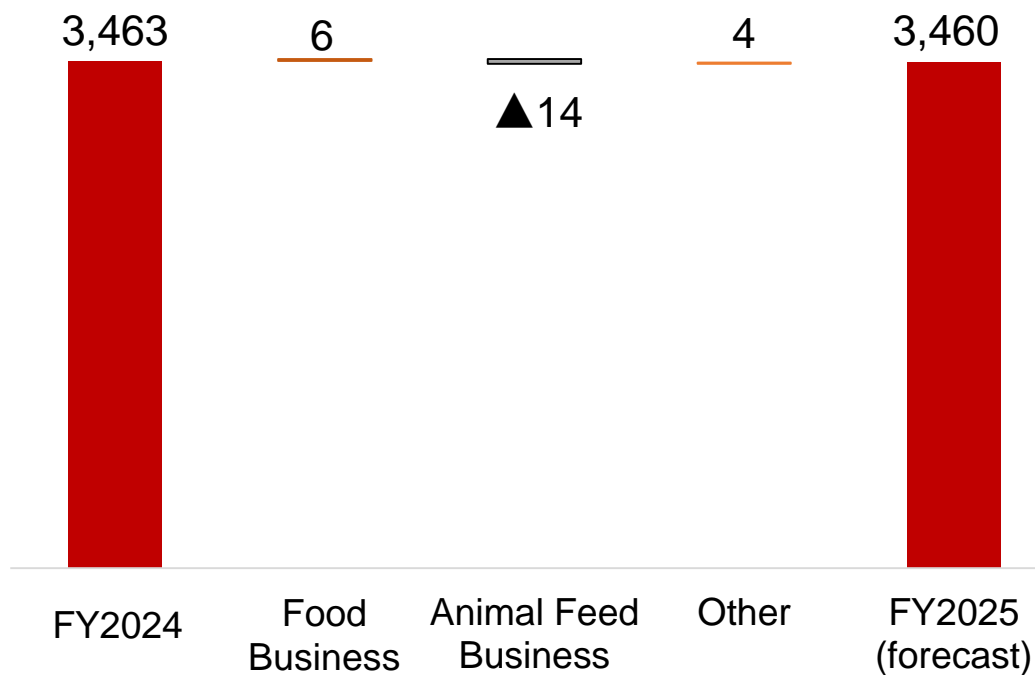 3,463
6
▲14
4
3,460
FY2024
Food
Business
Animal Feed
Business
Other
FY2025
(forecast)